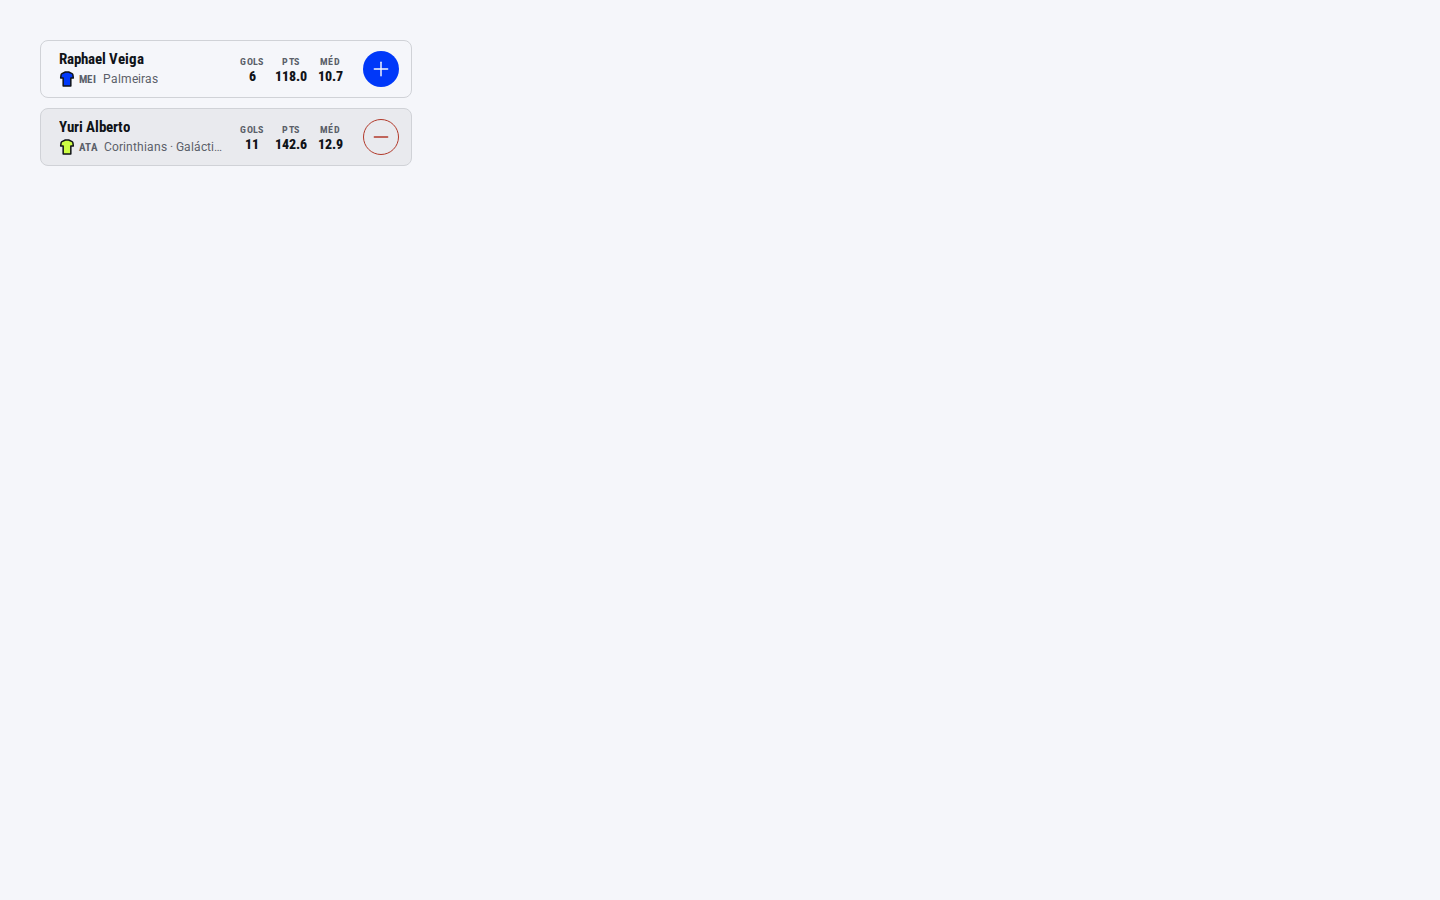 Raphael Veiga
MEI Palmeiras
GOLS PTS MÉD
6 118.0 10.7
Yuri Alberto
ATA Corinthians · Galácti...
GOLS PTS MÉD
11 142.6 12.9